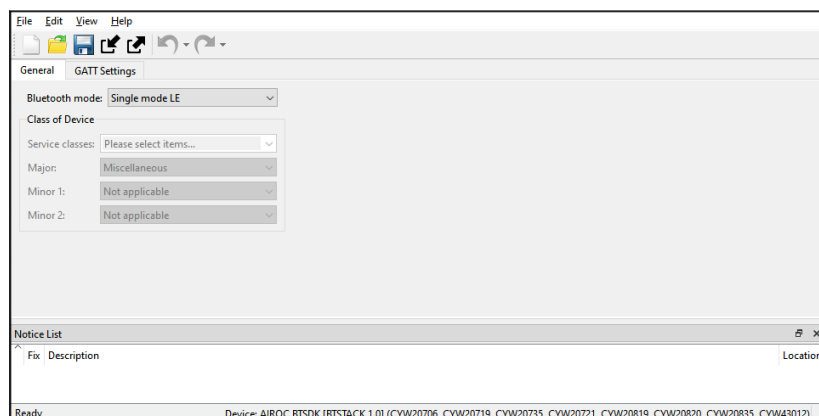 File Edit View Help
General GATT Settings
Bluetooth mode: Single mode LE
Class of Device
Service classes: Please select items...
Major: Miscellaneous
Minor 1: Not applicable
Minor 2: Not applicable
Notice List
Fix Description Location
Ready Device: AIROC BTSDK [BTSTACK 1.0] (CYW20706, CYW20719, CYW20735, CYW20721, CYW20819, CYW20820, CYW20835, CYW43012)